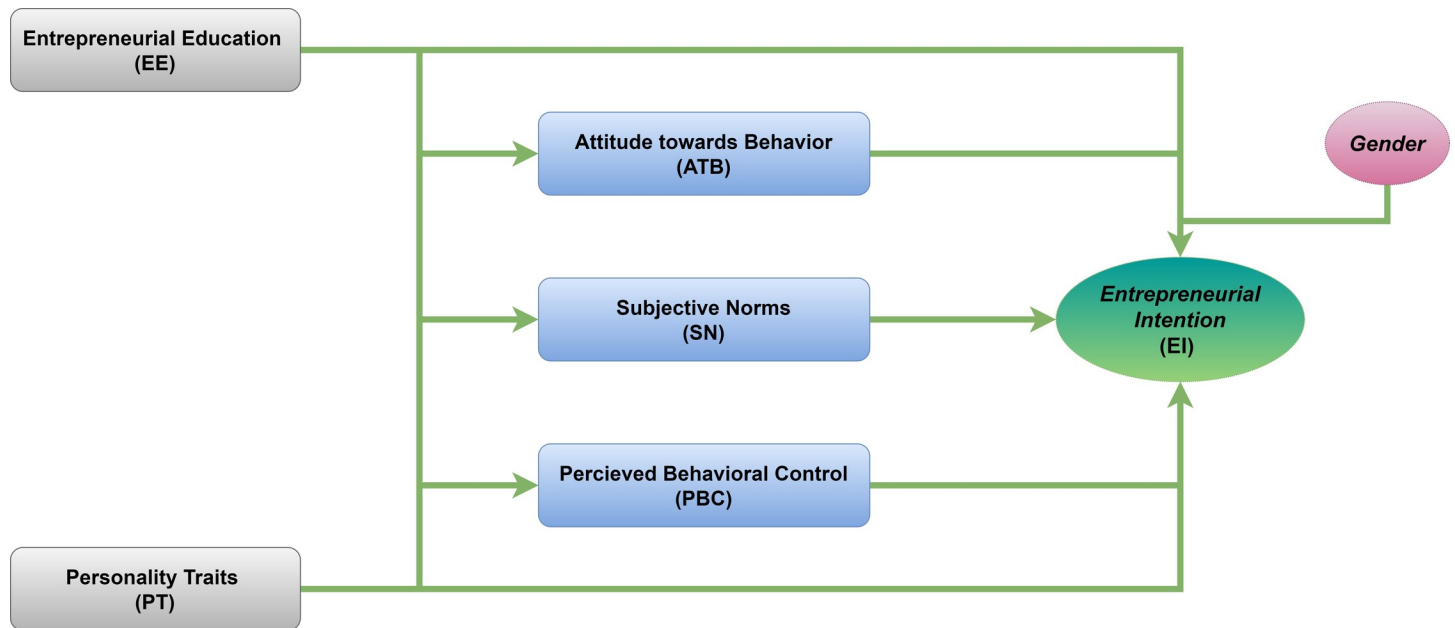 Entrepreneurial Education
(EE)
Attitude towards Behavior
(ATB)
Gender
Subjective Norms
(SN)
Entrepreneurial
Intention
(EI)
Percieved Behavioral Control
(PBC)
Personality Traits
(PT)